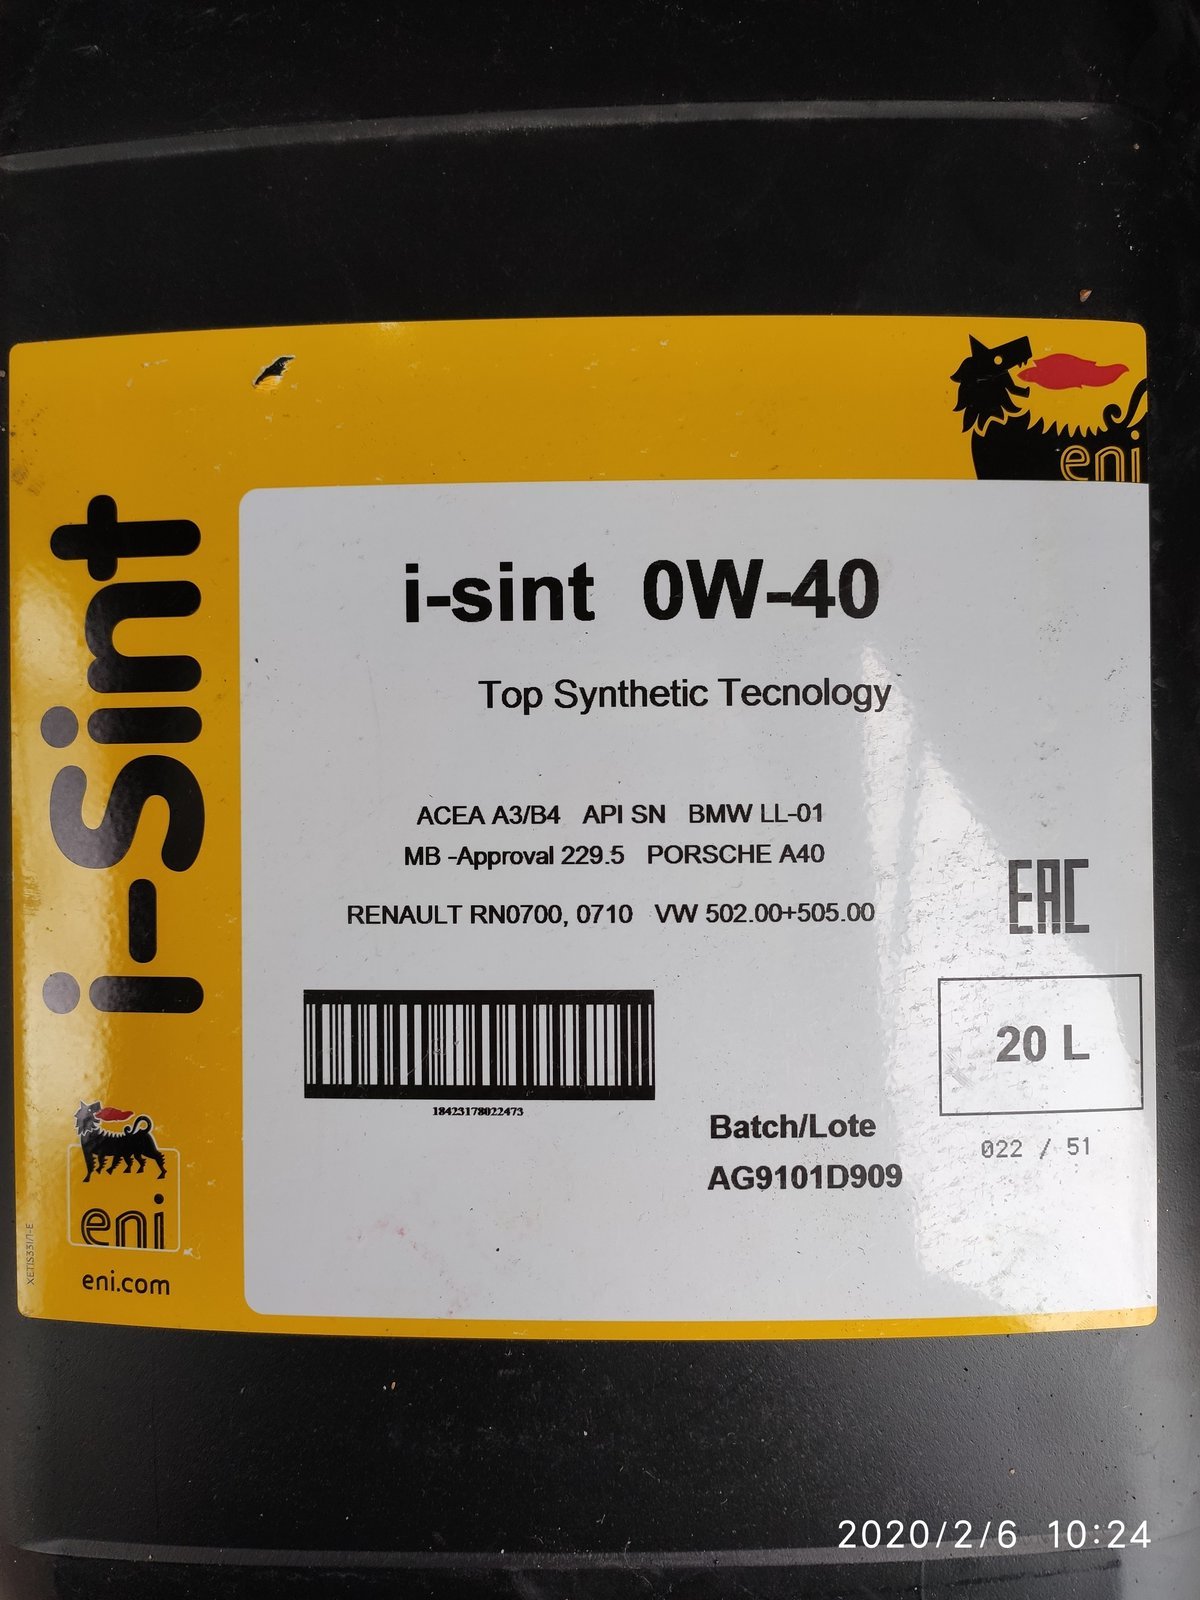 eni
i-Sint
i-sint 0W-40
Top Synthetic Tecnology
ACEA A3/B4 API SN BMW LL-01
MB -Approval 229.5 PORSCHE A40
RENAULT RN0700, 0710 VW 502.00+505.00
EAC
20 L
18423178022473
Batch/Lote
AG9101D909
022 / 51
eni
eni.com
2020/2/6 10:24